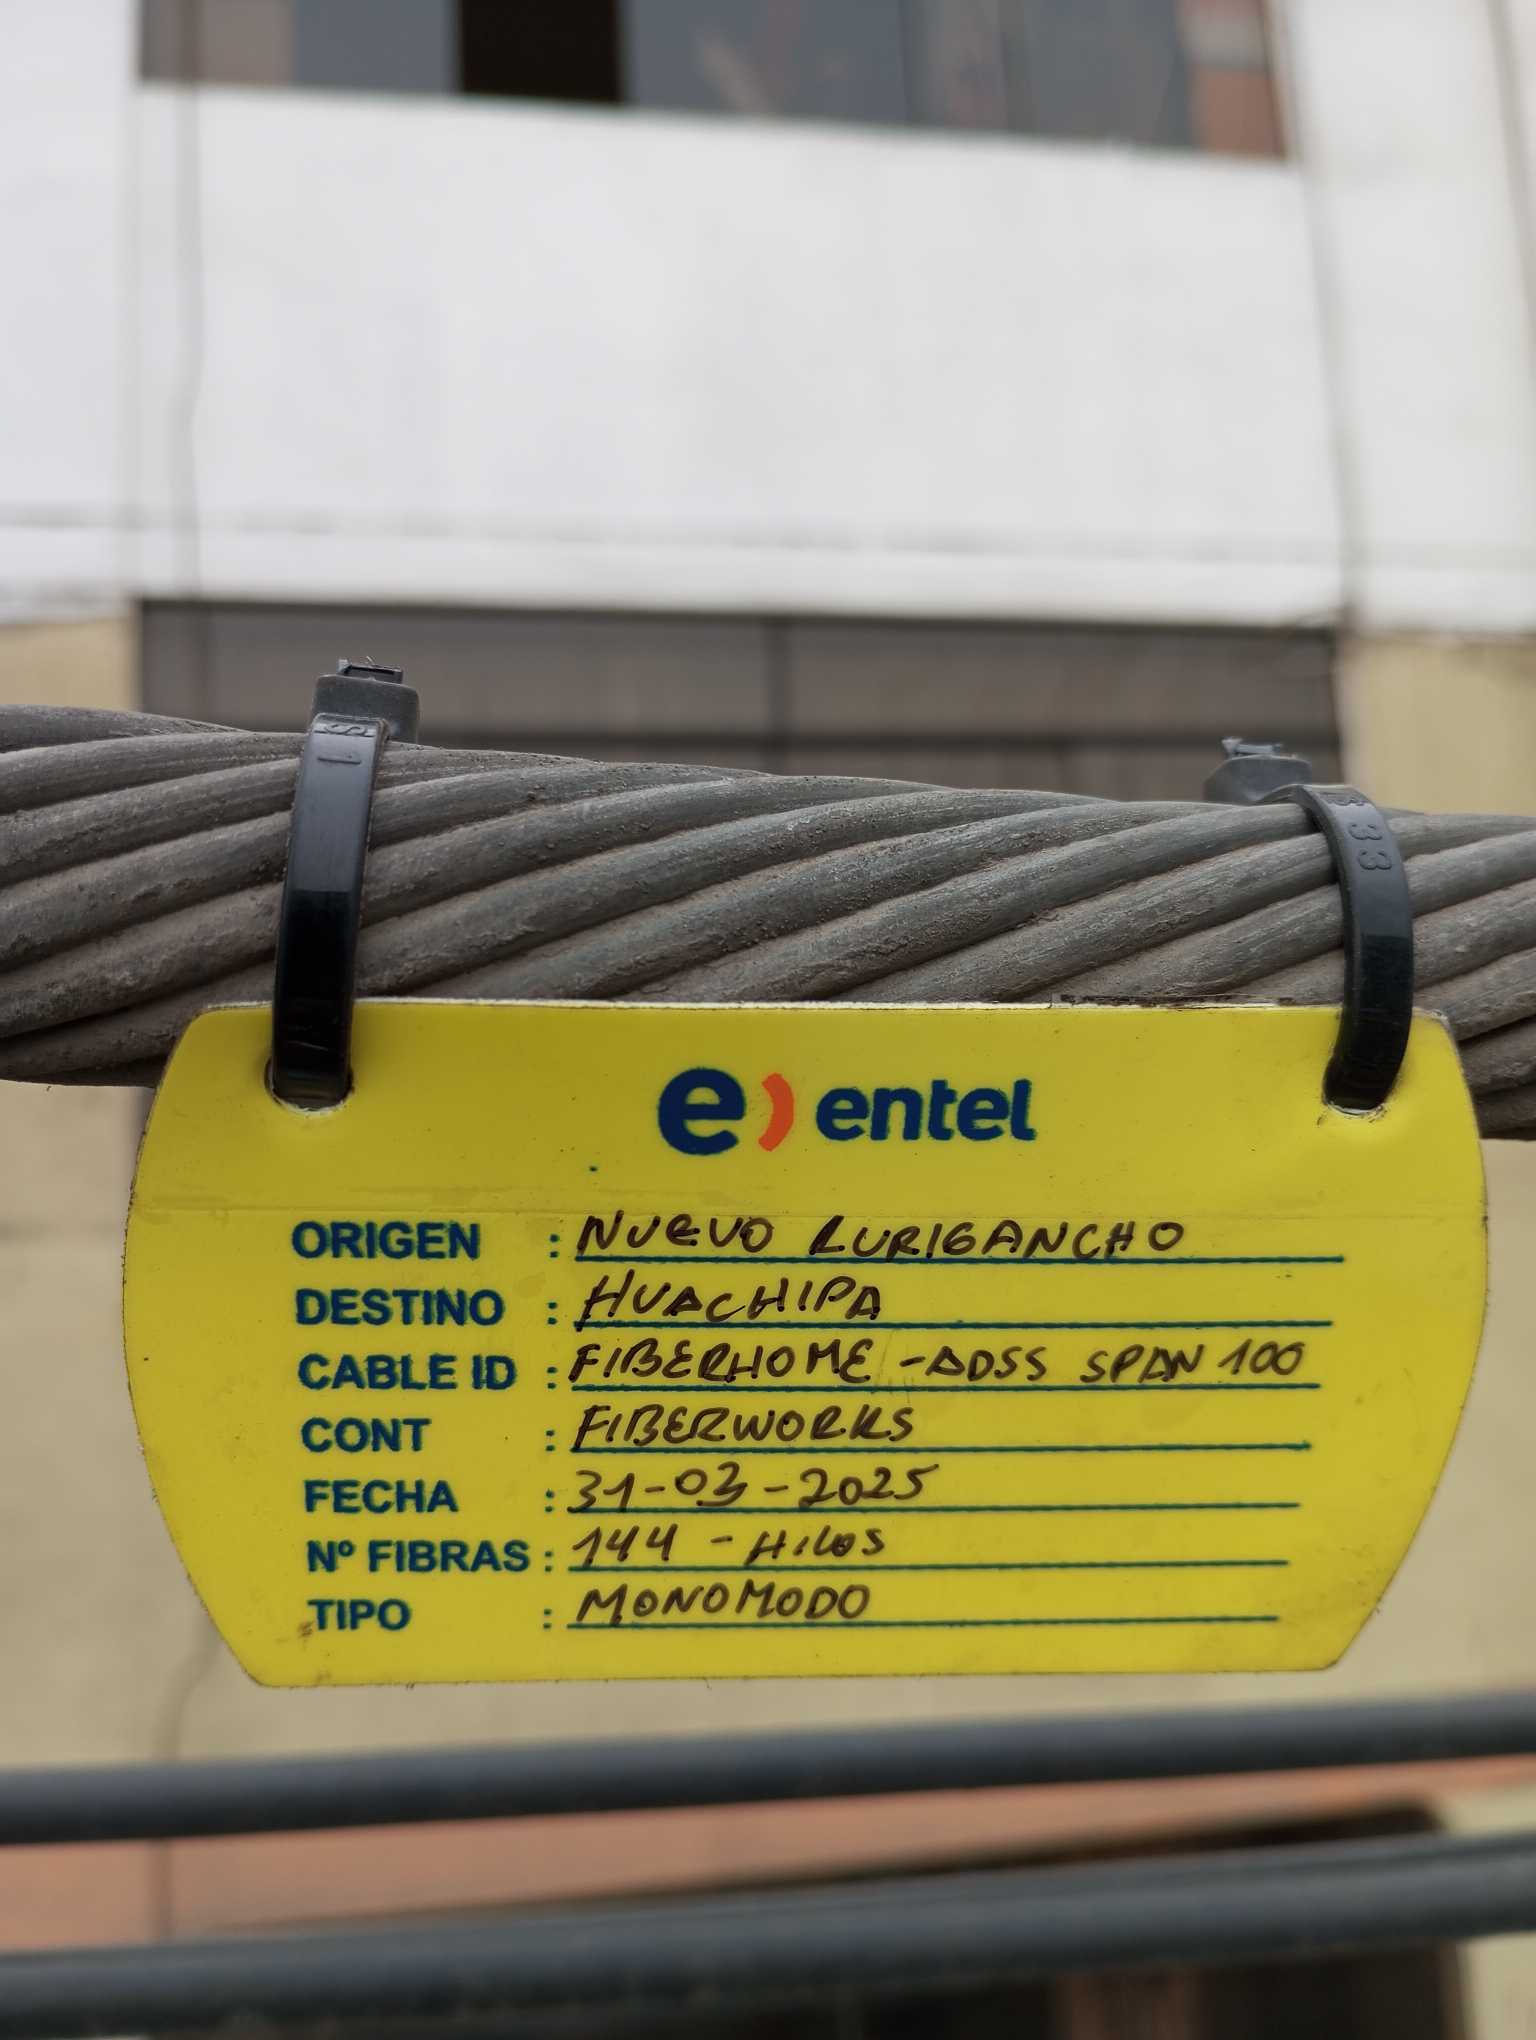 e) entel
ORIGEN : NUEVO LURIGANCHO
DESTINO : HUACHIPA
CABLE ID : FIBERHOME - ADSS SPAN 100
CONT : FIBERWORKS
FECHA : 31-03-2025
Nº FIBRAS : 144 - HILOS
TIPO : MONOMODO